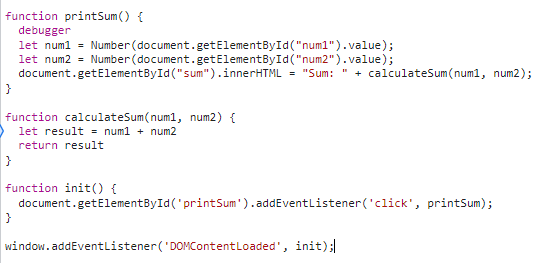 function printSum() {
  debugger
  let num1 = Number(document.getElementById("num1").value);
  let num2 = Number(document.getElementById("num2").value);
  document.getElementById("sum").innerHTML = "Sum: " + calculateSum(num1, num2);
}

function calculateSum(num1, num2) {
  let result = num1 + num2
  return result
}

function init() {
  document.getElementById('printSum').addEventListener('click', printSum);
}

window.addEventListener('DOMContentLoaded', init);